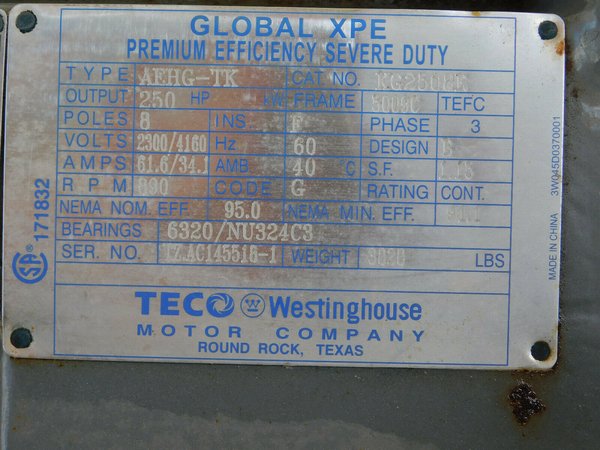 GLOBAL XPE
PREMIUM EFFICIENCY SEVERE DUTY
TYPE AEHG-TK CAT NO.
OUTPUT 250 HP KW FRAME TEFC
POLES 8 INS F PHASE 3
VOLTS 2300/4160 Hz 60 DESIGN B
AMPS 61.6/34.1 AMB. 40 °C S.F. 1.15
RPM 890 CODE G RATING CONT.
NEMA NOM. EFF. 95.0 NEMA MIN. EFF.
BEARINGS 6320/NU324C3
SER. NO. WEIGHT LBS
TECO Westinghouse
MOTOR COMPANY
ROUND ROCK, TEXAS
SA ® 171832
MADE IN CHINA 3W045D0370001